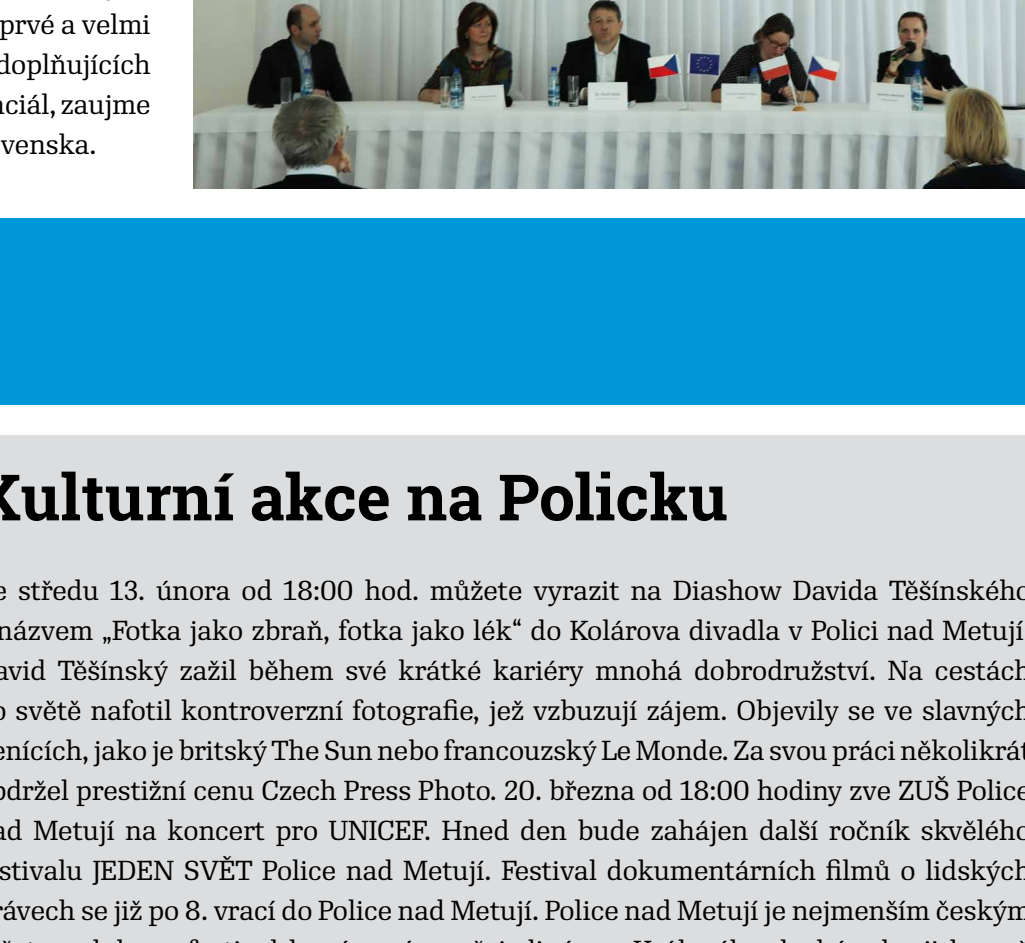 prvé a velmi
doplňujících
nciál, zaujme
venska.
Kulturní akce na Policku
e středu 13. února od 18:00 hod. můžete vyrazit na Diashow Davida Těšínského
názvem „Fotka jako zbraň, fotka jako lék“ do Kolárova divadla v Polici nad Metují
avid Těšínský zažil během své krátké kariéry mnohá dobrodružství. Na cestách
o světě nafotil kontroverzní fotografie, jež vzbuzují zájem. Objevily se ve slavných
enících, jako je britský The Sun nebo francouzský Le Monde. Za svou práci několikrát
obdržel prestižní cenu Czech Press Photo. 20. března od 18:00 hodiny zve ZUŠ Police
ad Metují na koncert pro UNICEF. Hned den bude zahájen další ročník skvělého
stivalu JEDEN SVĚT Police nad Metují. Festival dokumentárních filmů o lidských
rávech se již po 8. vrací do Police nad Metují. Police nad Metují je nejmenším českým